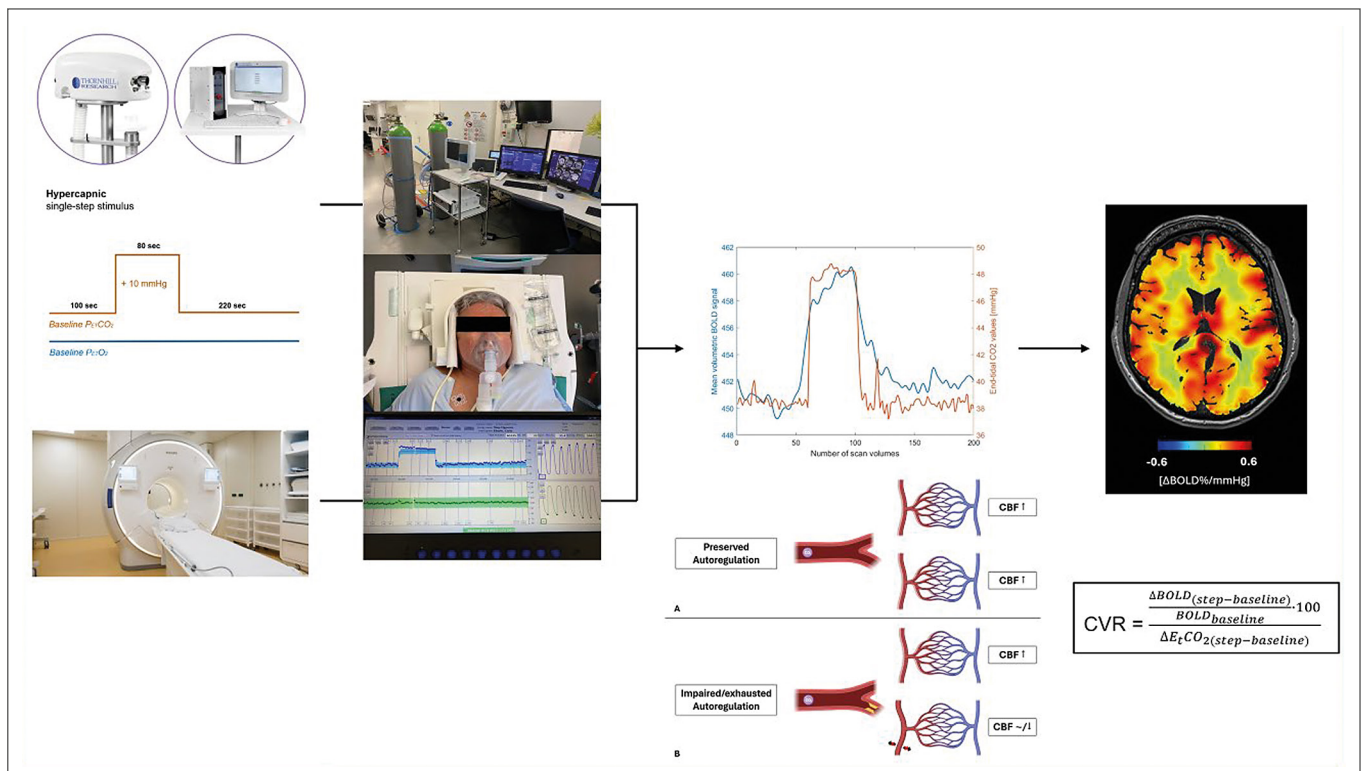 THORNHILL
RESEARCH
Hypercapnic
single-step stimulus
80 sec
+ 10 mmHg
100 sec
220 sec
Baseline PETCO2
Baseline PETO2
462
460
458
456
454
452
450
448
Mean volumetric BOLD signal
50
48
46
44
42
40
38
36
End-tidal CO2 values [mmHg]
0
50
100
150
200
Number of scan volumes
-0.6
0.6
[ΔBOLD%/mmHg]
Preserved
Autoregulation
CBF ↑
CBF ↑
A
Impaired/exhausted
Autoregulation
CBF ↑
CBF ~/↓
B
CVR = ΔBOLD(step−baseline)
BOLDbaseline
·100
ΔEtCO2(step−baseline)